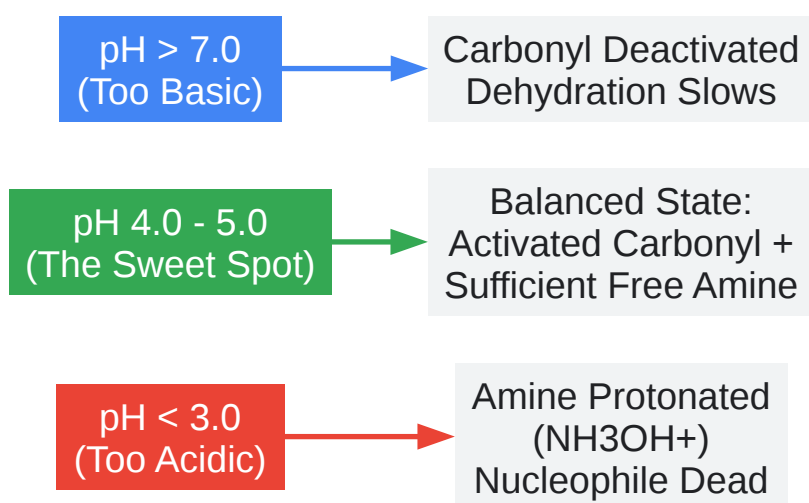 pH > 7.0
(Too Basic)
Carbonyl Deactivated
Dehydration Slows
pH 4.0 - 5.0
(The Sweet Spot)
Balanced State:
Activated Carbonyl +
Sufficient Free Amine
pH < 3.0
(Too Acidic)
Amine Protonated
(NH3OH+)
Nucleophile Dead